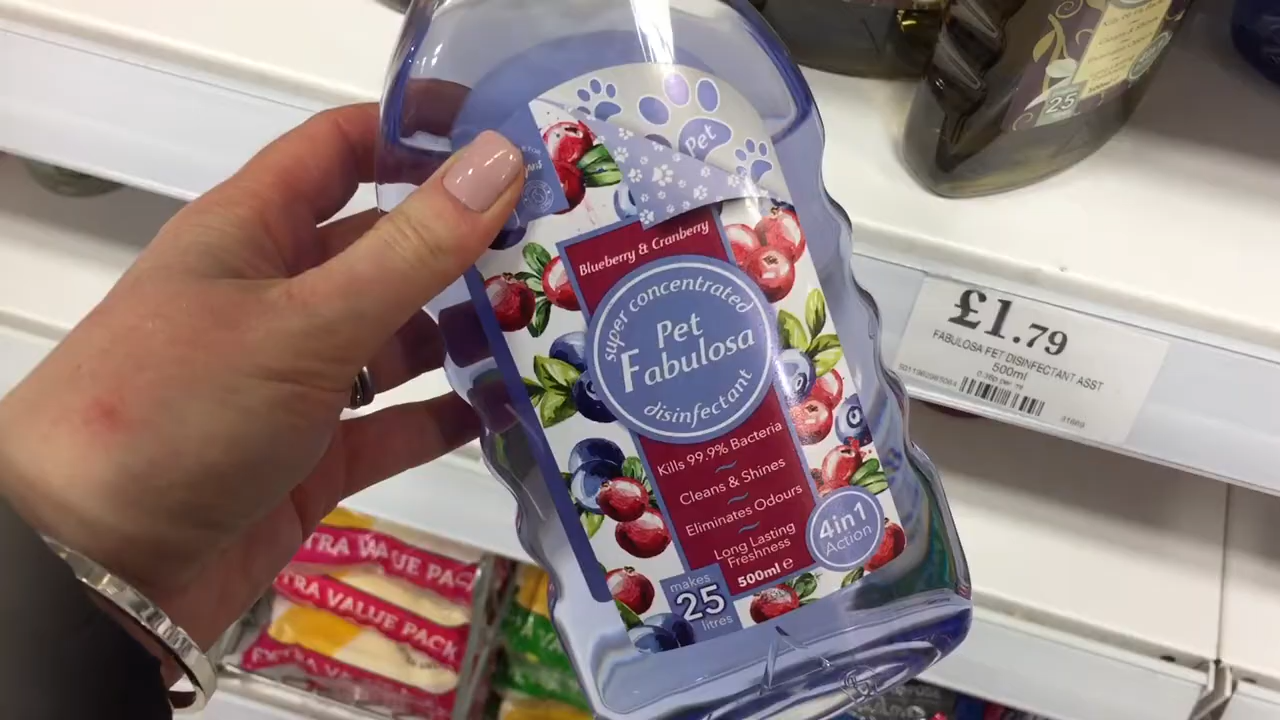 Pet
Blueberry & Cranberry
super concentrated
Pet
Fabulosa
disinfectant
Kills 99.9% Bacteria
Cleans & Shines
Eliminates Odours
Long Lasting
Freshness
500ml e
4in1
Action
makes
25
litres
£1.79
FABULOSA PET DISINFECTANT ASST
500ml
25
TRA VALUE PACK
TRA VALUE PACK
EXTRA VALUE PACK